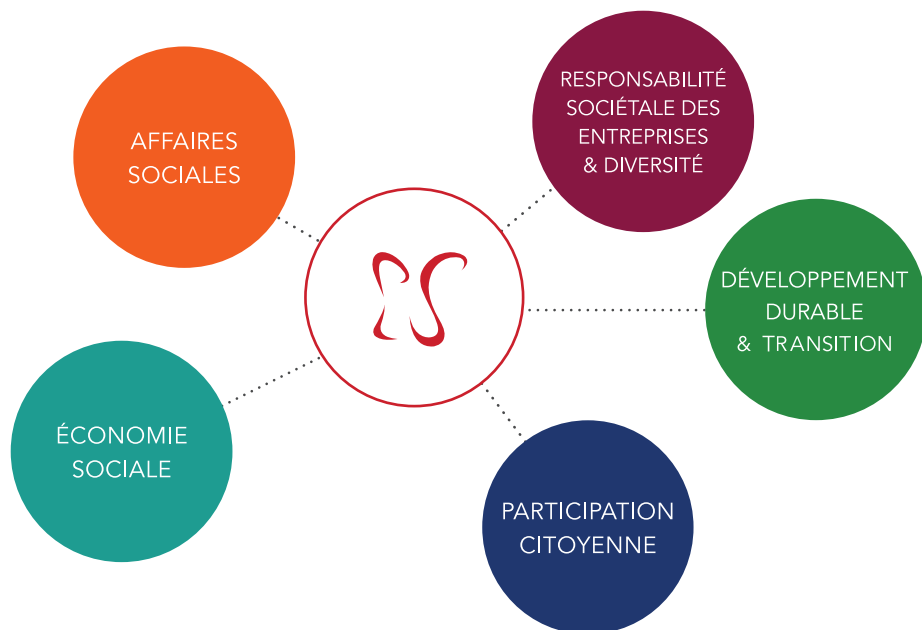 AFFAIRES
SOCIALES
RESPONSABILITÉ
SOCIÉTALE DES
ENTREPRISES
& DIVERSITÉ
DÉVELOPPEMENT
DURABLE
& TRANSITION
ÉCONOMIE
SOCIALE
PARTICIPATION
CITOYENNE